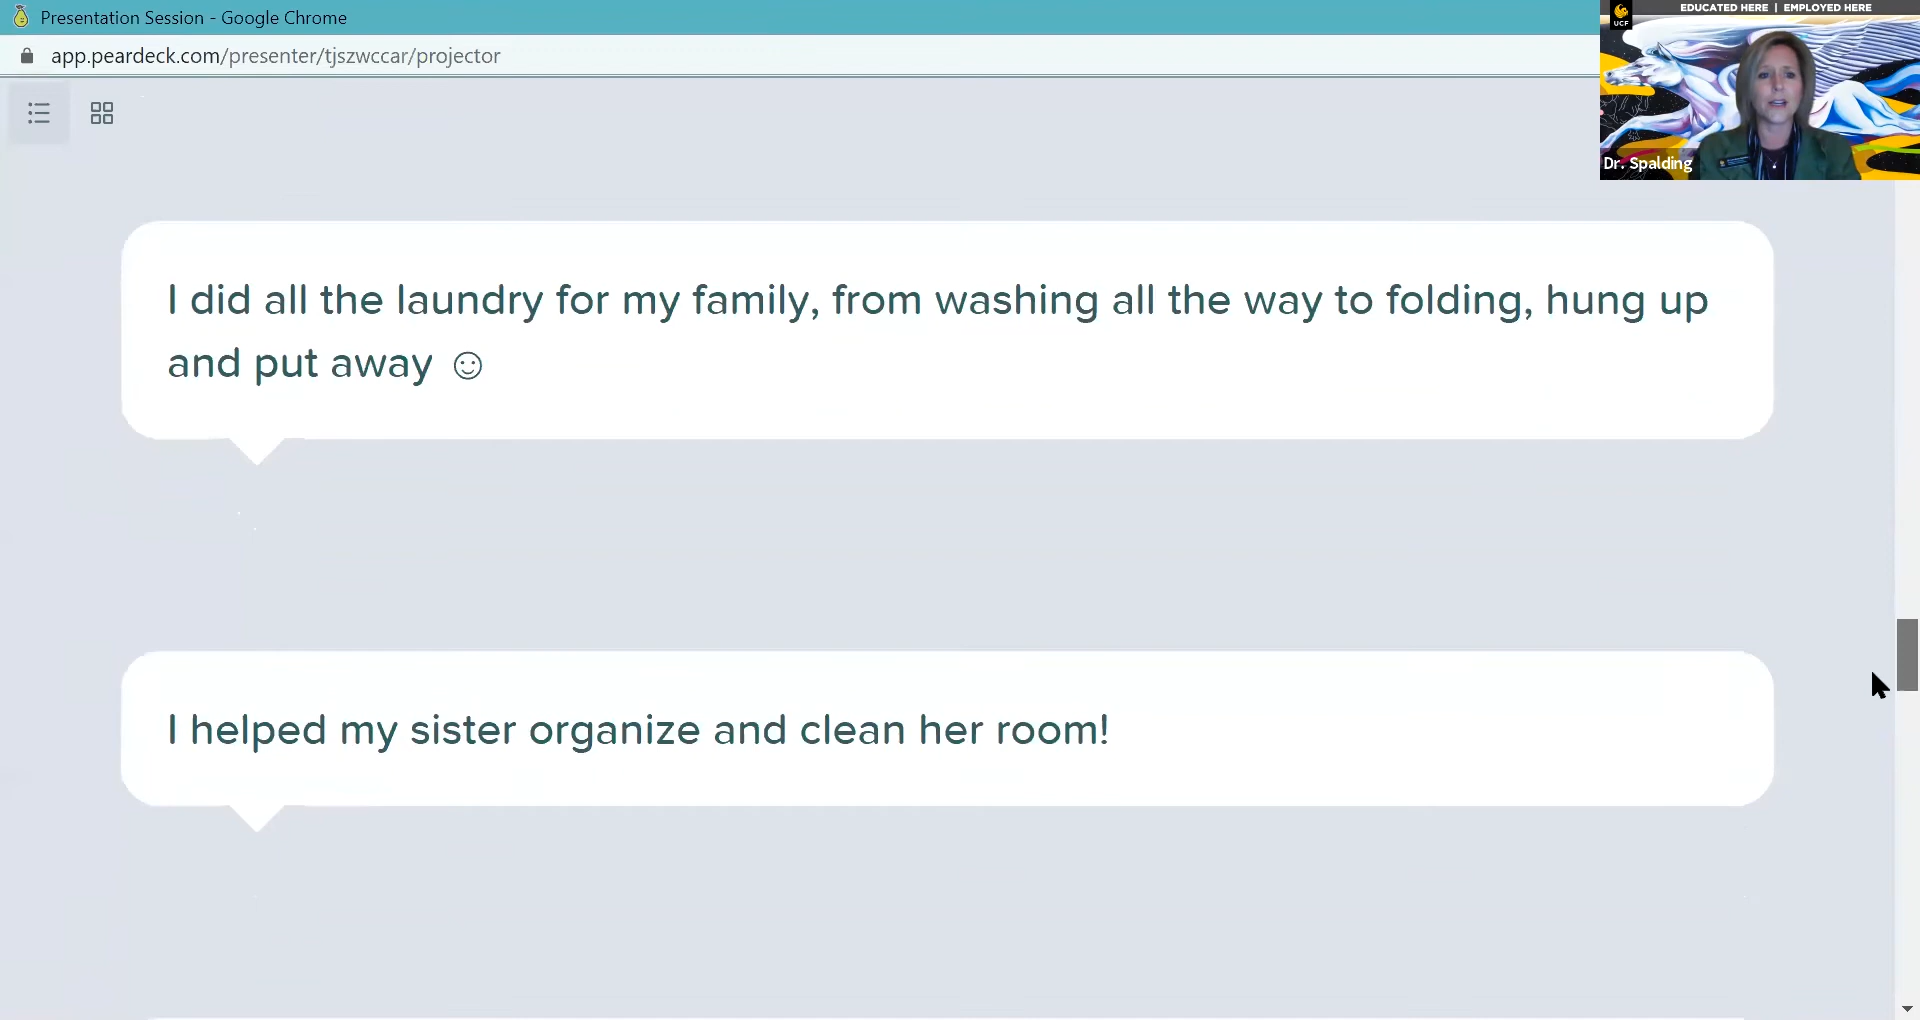 Presentation Session - Google Chrome
app.peardeck.com/presenter/tjszwccar/projector
EDUCATED HERE | EMPLOYED HERE
UCF
Dr. Spalding
I did all the laundry for my family, from washing all the way to folding, hung up
and put away ☺
I helped my sister organize and clean her room!